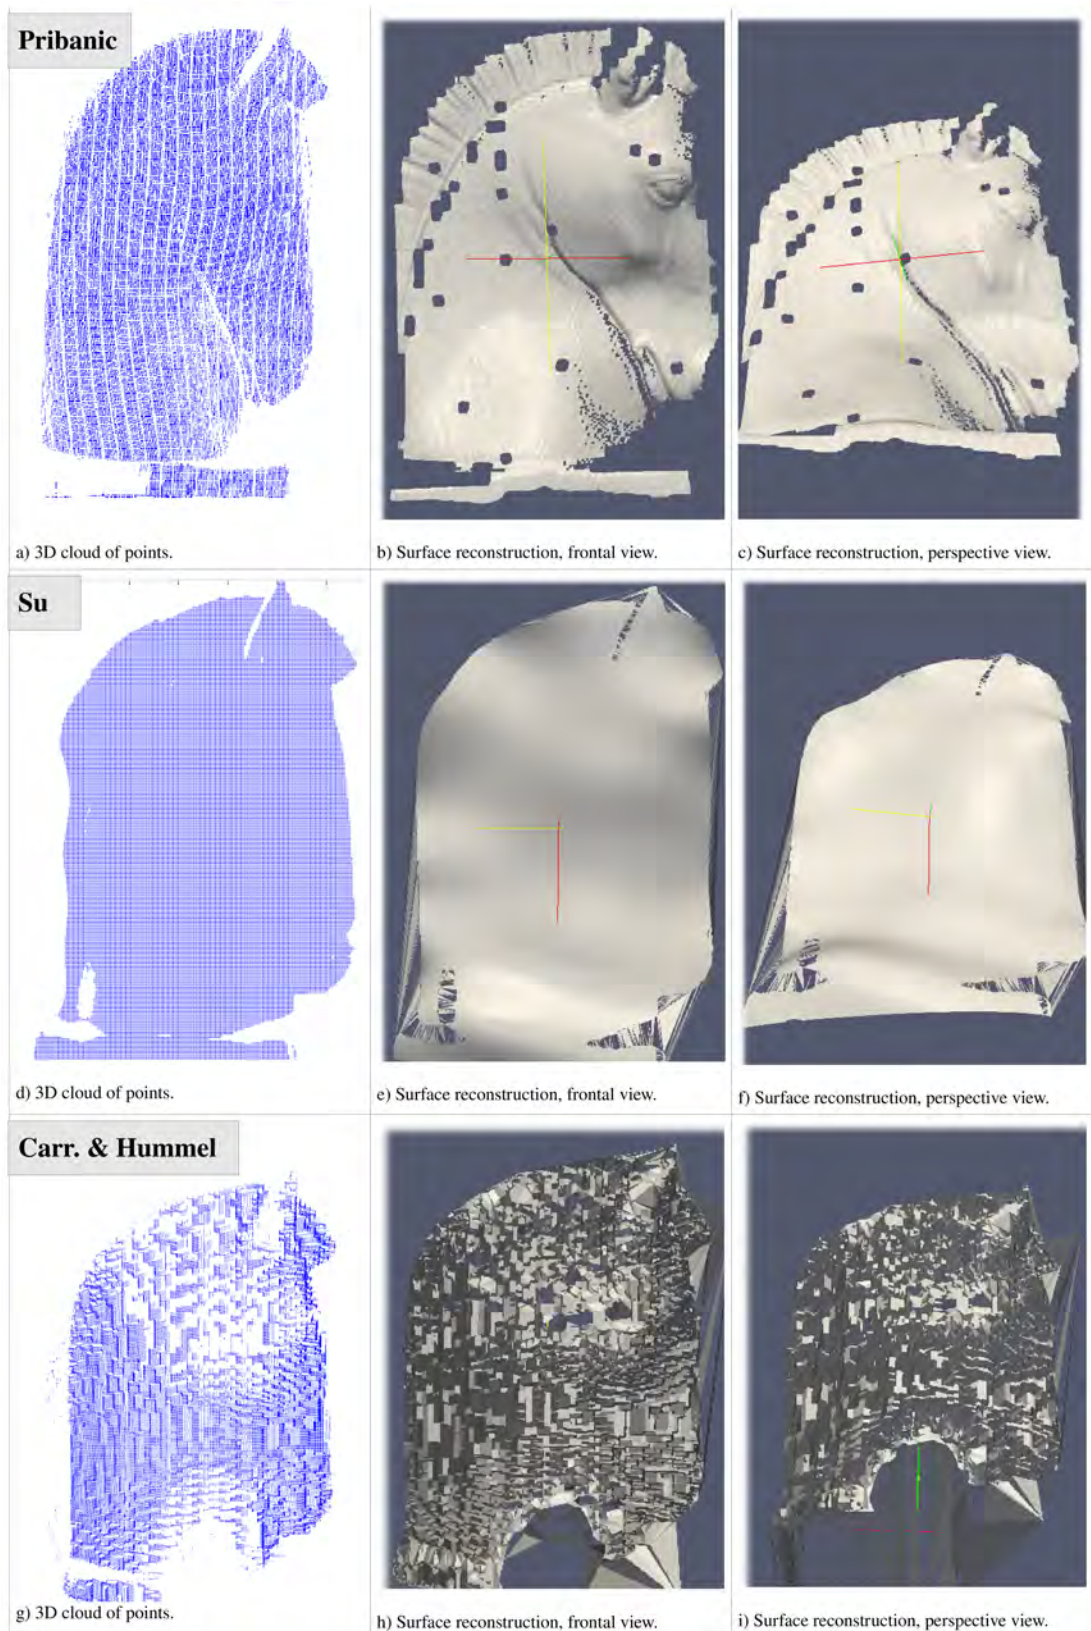 Pribanic
a) 3D cloud of points.
b) Surface reconstruction, frontal view.
c) Surface reconstruction, perspective view.
Su
d) 3D cloud of points.
e) Surface reconstruction, frontal view.
f) Surface reconstruction, perspective view.
Carr. & Hummel
g) 3D cloud of points.
h) Surface reconstruction, frontal view.
i) Surface reconstruction, perspective view.